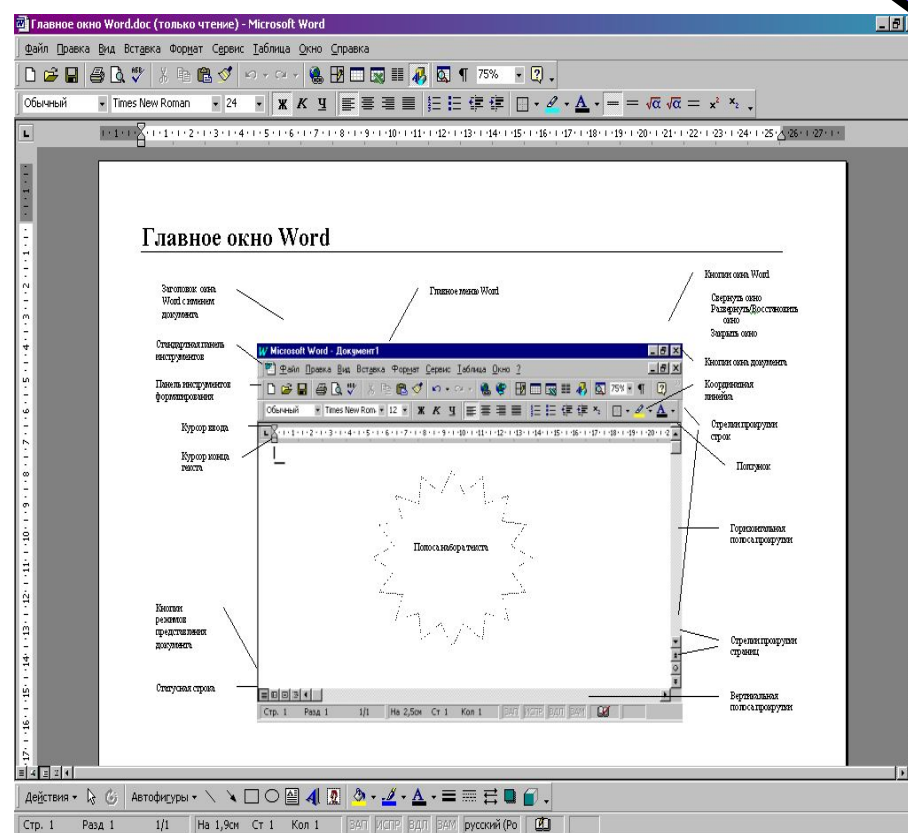 Главное окно Word.doc (только чтение) - Microsoft Word
Файл Правка Вид Вставка Формат Сервис Таблица Окно Справка
75%
Обычный Times New Roman 24 Ж К Ч
Главное окно Word
Заголовок окна
Word с именем
документа
Главное меню Word
Кнопки окна Word
Свернуть окно
Развернуть/Восстановить
окно
Закрыть окно
Стандартная панель
инструментов
Панель инструментов
форматирования
Курсор ввода
Курсор конца
текста
Microsoft Word - Документ1
Файл Правка Вид Вставка Формат Сервис Таблица Окно ?
75%
Обычный Times New Rom 12 Ж К Ч
Полоса набора текста
Кнопки окна документа
Координатная
линейка
Стрелки прокрутки
строк
Ползунок
Горизонтальная
полоса прокрутки
Стрелки прокрутки
страниц
Вертикальная
полоса прокрутки
Кнопки
режимов
представления
документа
Статусная строка
Стр. 1 Разд 1 1/1 На 2,5см Ст 1 Кол 1 ЗАП ИСПР ВДЛ ЗАМ
Действия Автофигуры
Стр. 1 Разд 1 1/1 На 1,9см Ст 1 Кол 1 ЗАП ИСПР ВДЛ ЗАМ русский (Ро